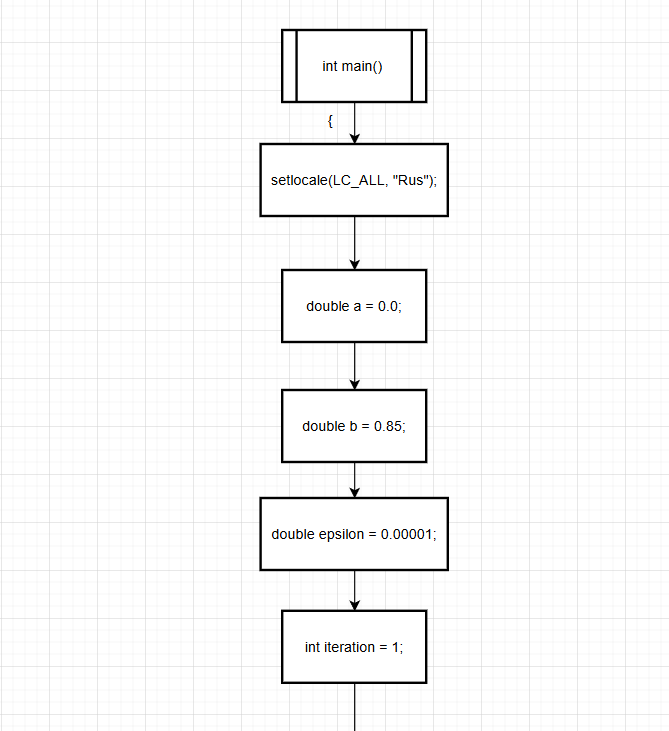 int main()
{
setlocale(LC_ALL, "Rus");
double a = 0.0;
double b = 0.85;
double epsilon = 0.00001;
int iteration = 1;